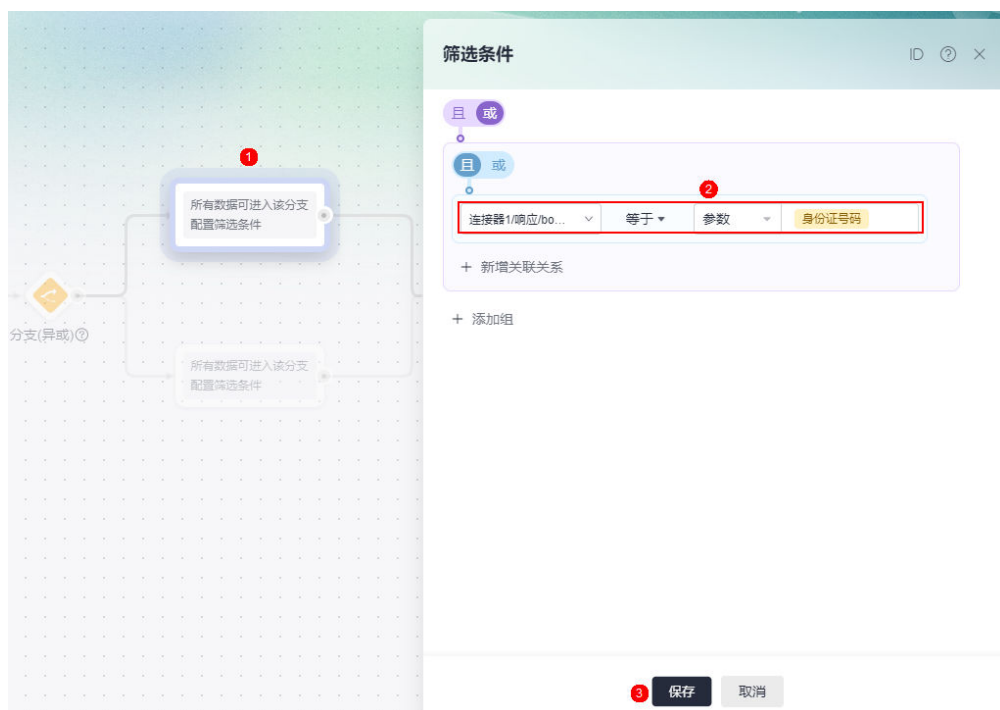 筛选条件
ID
且 或
1
且 或
2
所有数据可进入该分支
配置筛选条件
连接器1/响应/bo... 等于 参数 身份证号码
+ 新增关联关系
+ 添加组
分支(异或)
所有数据可进入该分支
配置筛选条件
3 保存 取消